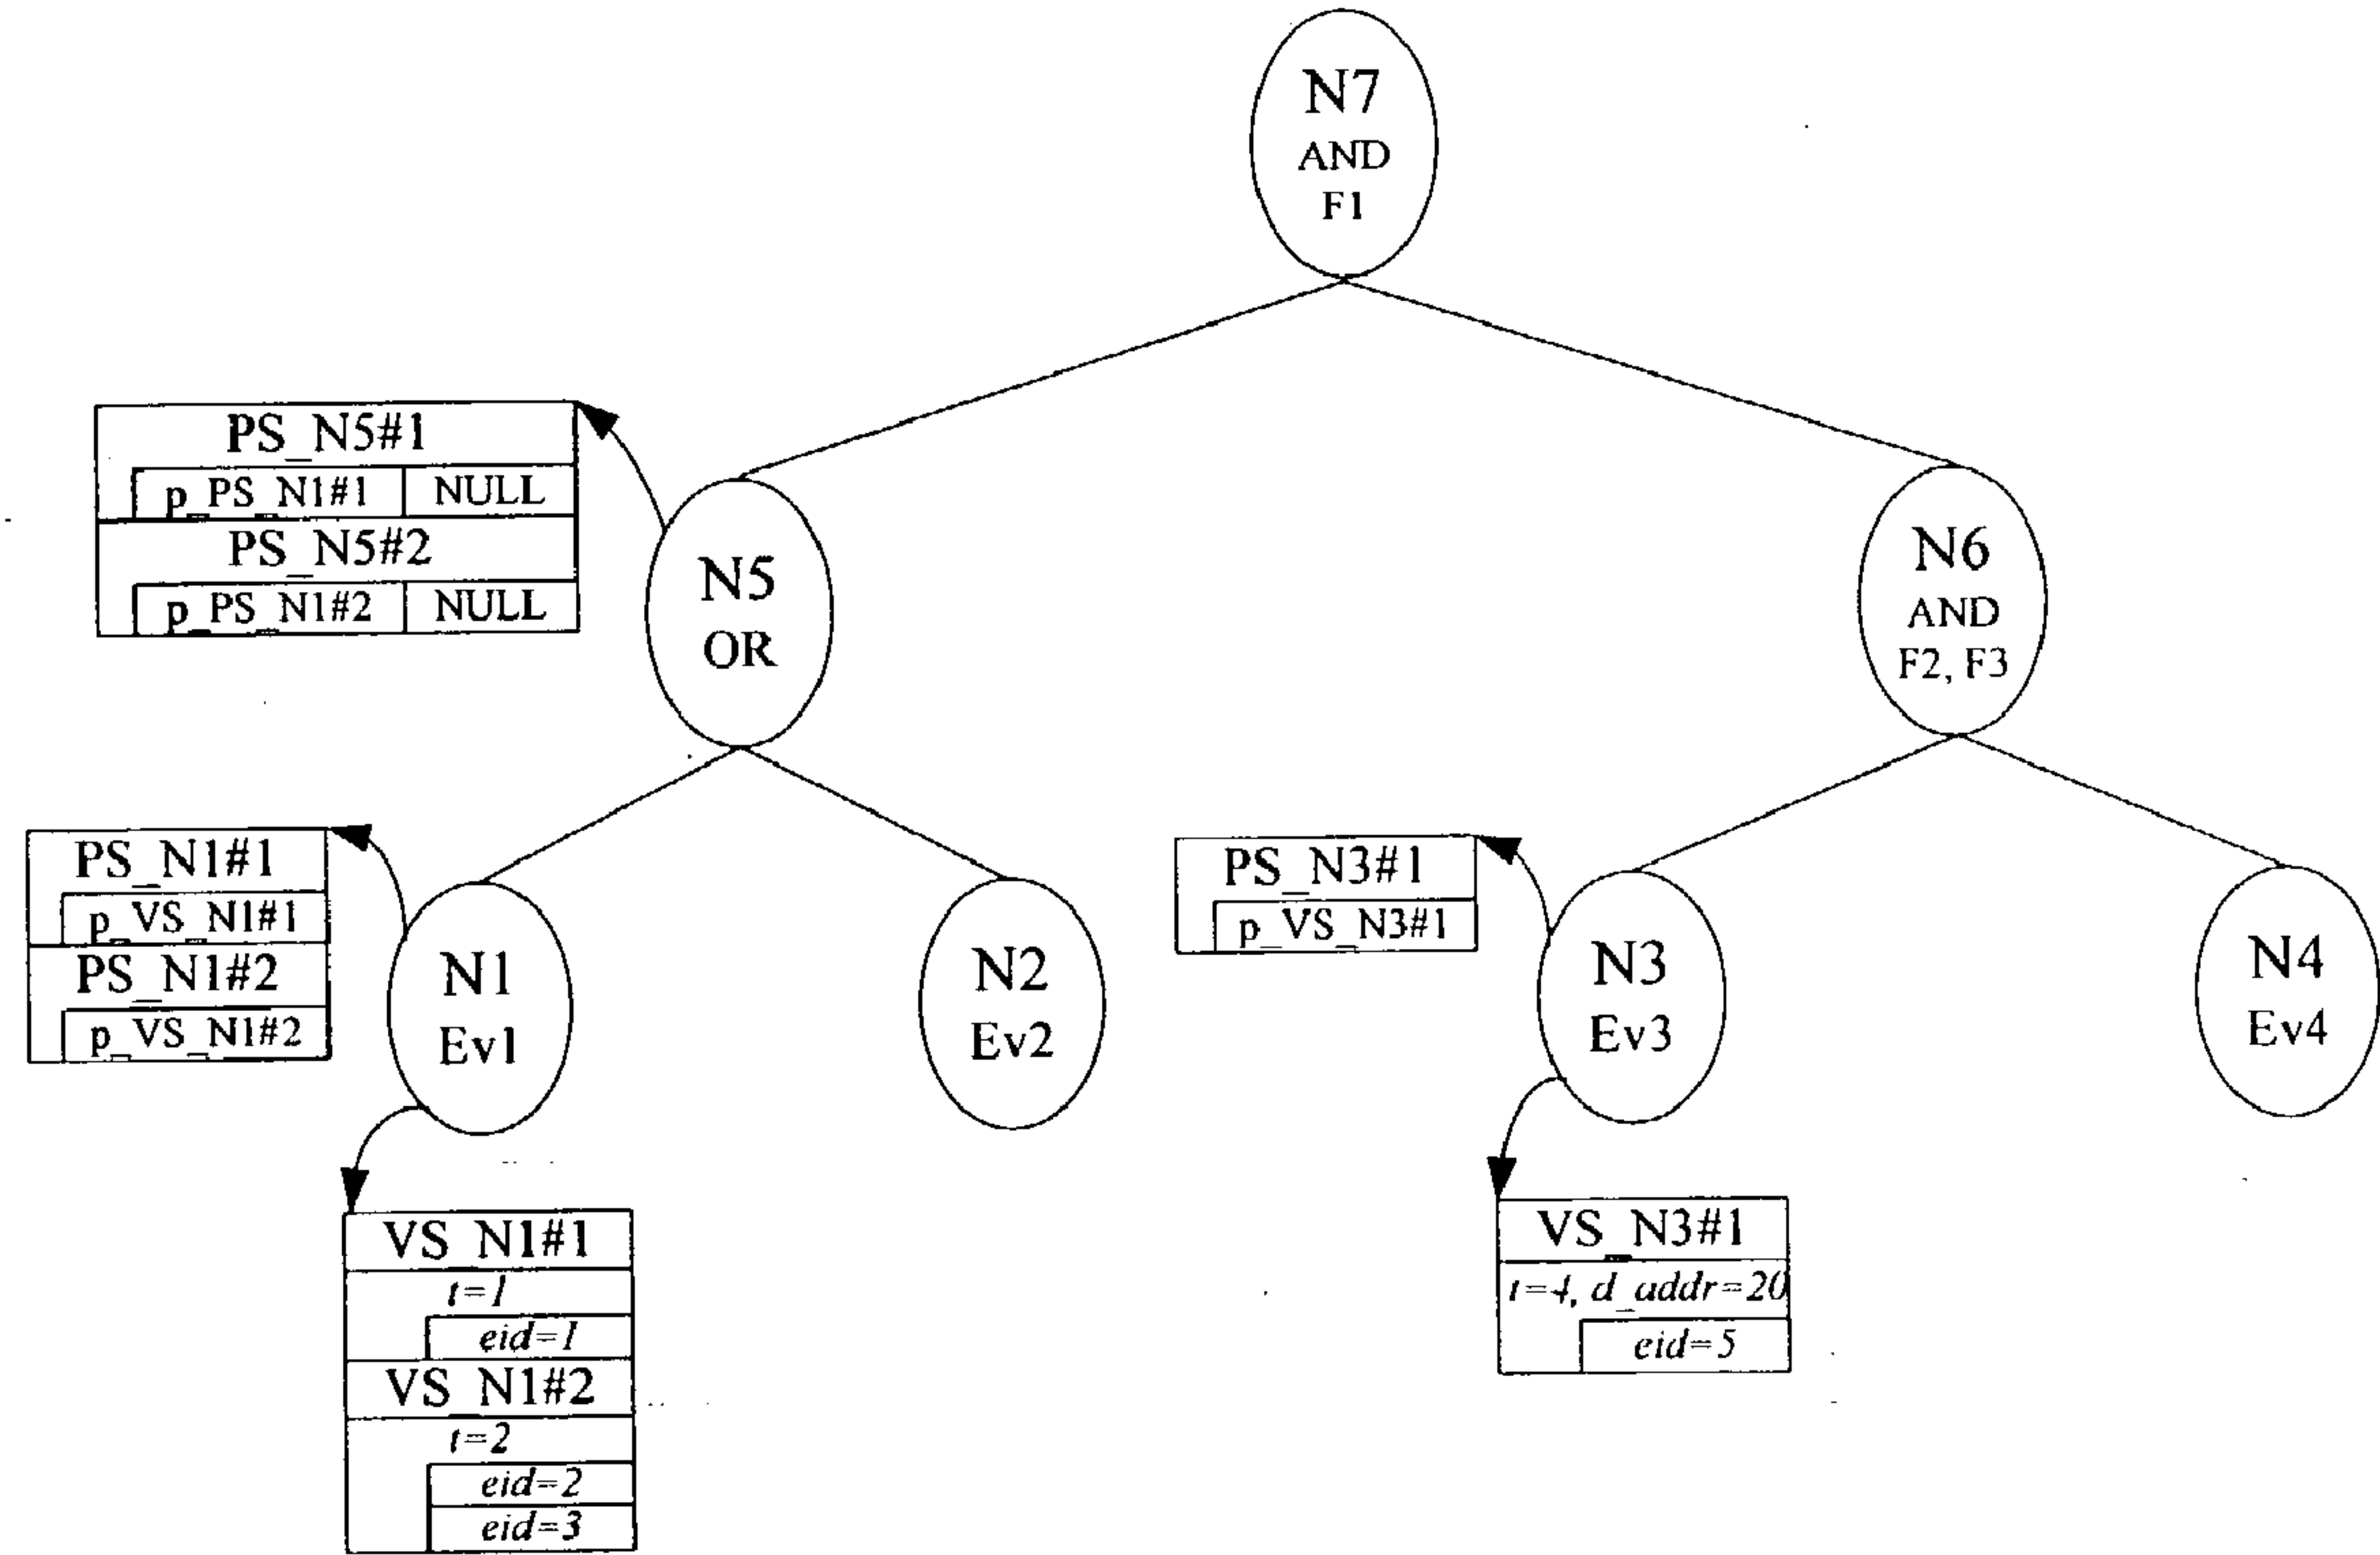 N7
AND
F1
PS_N5#1
p_PS_N1#1 NULL
PS_N5#2
p_PS_N1#2 NULL
N5
OR
N6
AND
F2, F3
PS_N1#1
p_VS_N1#1
PS_N1#2
p_VS_N1#2
N1
Ev1
N2
Ev2
PS_N3#1
p_VS_N3#1
N3
Ev3
N4
Ev4
VS_N1#1
t=1
eid=1
VS_N1#2
t=2
eid=2
eid=3
VS_N3#1
t=4, d_addr=20
eid=5